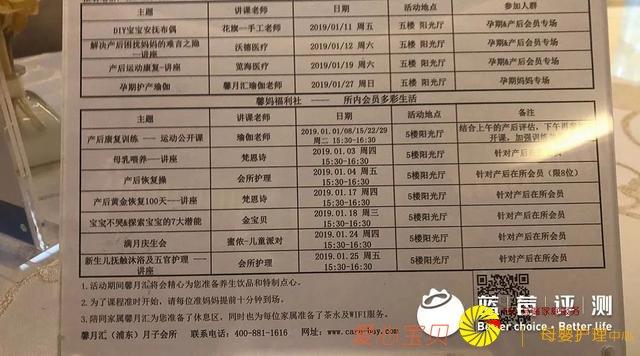 主题 讲课老师 日期 活动地点 参加人群
DIY宝宝安抚布偶 花旗—手工老师 2019/01/11 周五 五楼 阳光厅 孕期&产后会员专场
解决产后困扰妈妈的难言之隐—讲座 沃德医疗 2019/01/12 周六 五楼 阳光厅 孕期&产后会员专场
产后运动康复-讲座 览海医疗 2019/01/19 周六 五楼 阳光厅 孕期&产后会员专场
孕期护产瑜伽 馨月汇瑜伽老师 2019/01/27 周日 五楼 阳光厅 孕期妈妈专场
馨妈福利社 —— 所内会员多彩生活
主题 讲课老师 日期 活动地点 备注
产后康复训练 —— 运动公开课 瑜伽老师 2019.01.01/08/15/22/29 周二 15:30-16:30 5楼阳光厅 结合上午的产后评估，下午
开课，加强训练
母乳喂养——讲座 梵恩诗 2019.01.03 周四 15:30-16:30 5楼阳光厅 针对产后在所会员
产后恢复操 会所护理 2019.01.04 周五 15:30-16:30 5楼阳光厅 针对产后在所会员（限8位）
产后黄金恢复100天——讲座 梵恩诗 2019.01.17 周四 15:30-16:30 5楼阳光厅 针对产后在所会员
宝宝不哭&探索宝宝的7大潜能 金宝贝 2019.01.18 周三 15:30-16:30 5楼阳光厅 针对产后在所会员
满月庆生会 蜜侬-儿童派对 2019.01.24 周四 15:30-16:30 5楼阳光厅 针对产后在所会员
新生儿抚触沐浴及五官护理 ——讲座 会所护理 2019.01.25 周五 15:30-16:30 5楼阳光厅 针对产后在所会员
1.活动期间馨月汇将会精心为您准备养生饮品和特制点心。
2.为了课程准时开始，请每位准妈妈提前十分钟到场。
3.陪同家属馨月汇为您准备了休息区，同时也为每位家属准备了茶水及WIFI服务。
馨月汇（浦东）月子会所 联系电话：400-881-1616 网址：www.ca
爱心宝贝
蓝莓评测
Better choice · Better life
母婴护理中心